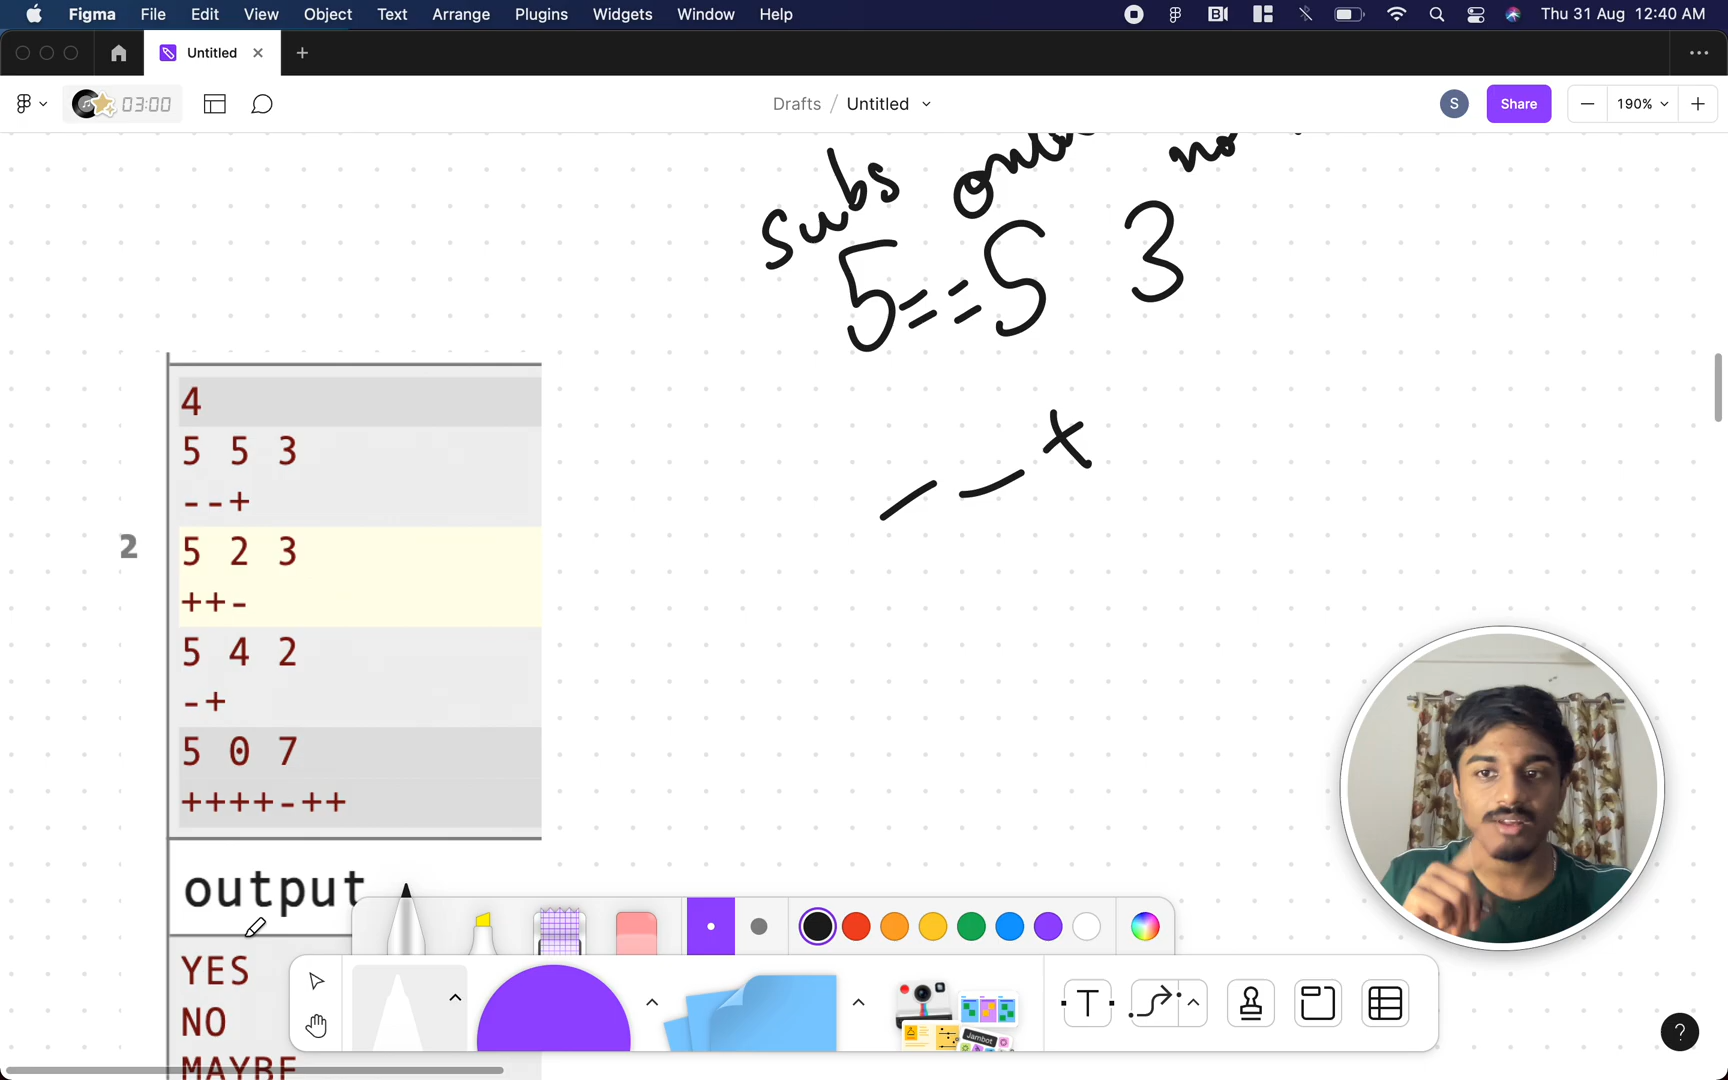 Figma File Edit View Object Text Arrange Plugins Widgets Window Help Thu 31 Aug 12:40 AM
Untitled
03:00 Drafts / Untitled S Share 190%
subs no
5==5 3
- - +
4
5 5 3
--+
2
5 2 3
++-
5 4 2
-+
5 0 7
++++-++
output
YES
NO
MAYBE
T
Jambot
?